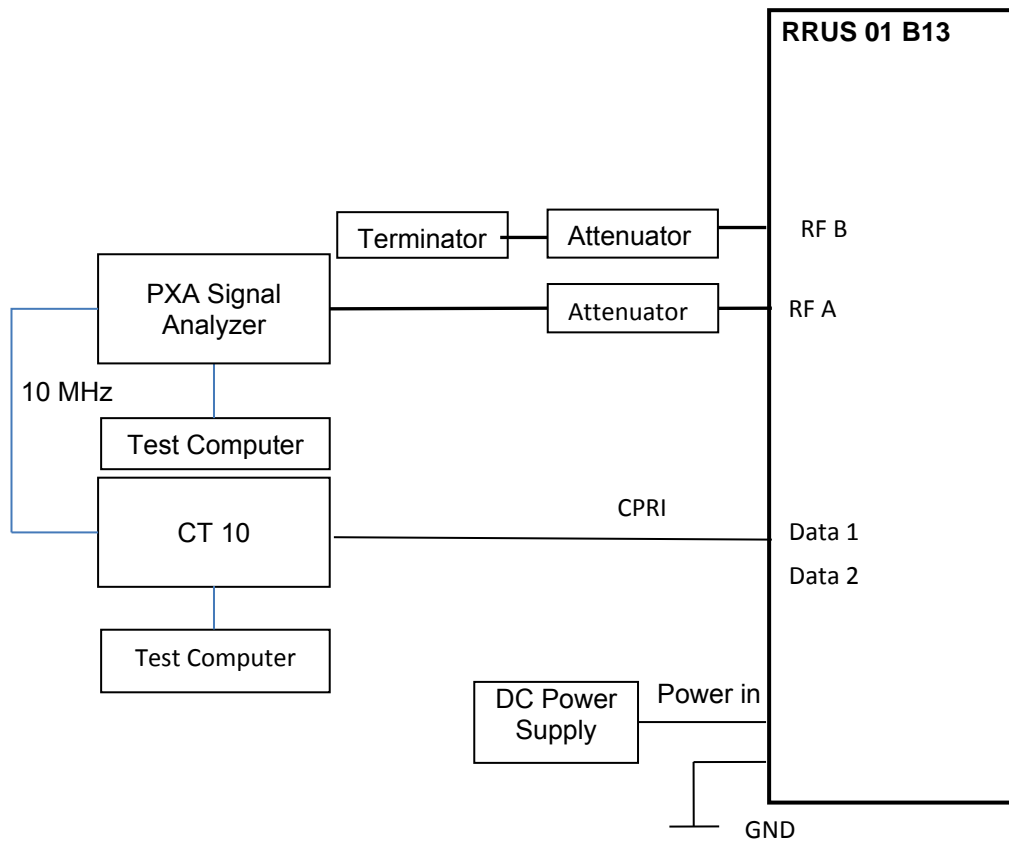 RRUS 01 B13
Terminator
Attenuator
RF B
PXA Signal
Analyzer
Attenuator
RF A
10 MHz
Test Computer
CT 10
CPRI
Data 1
Data 2
Test Computer
DC Power
Supply
Power in
GND